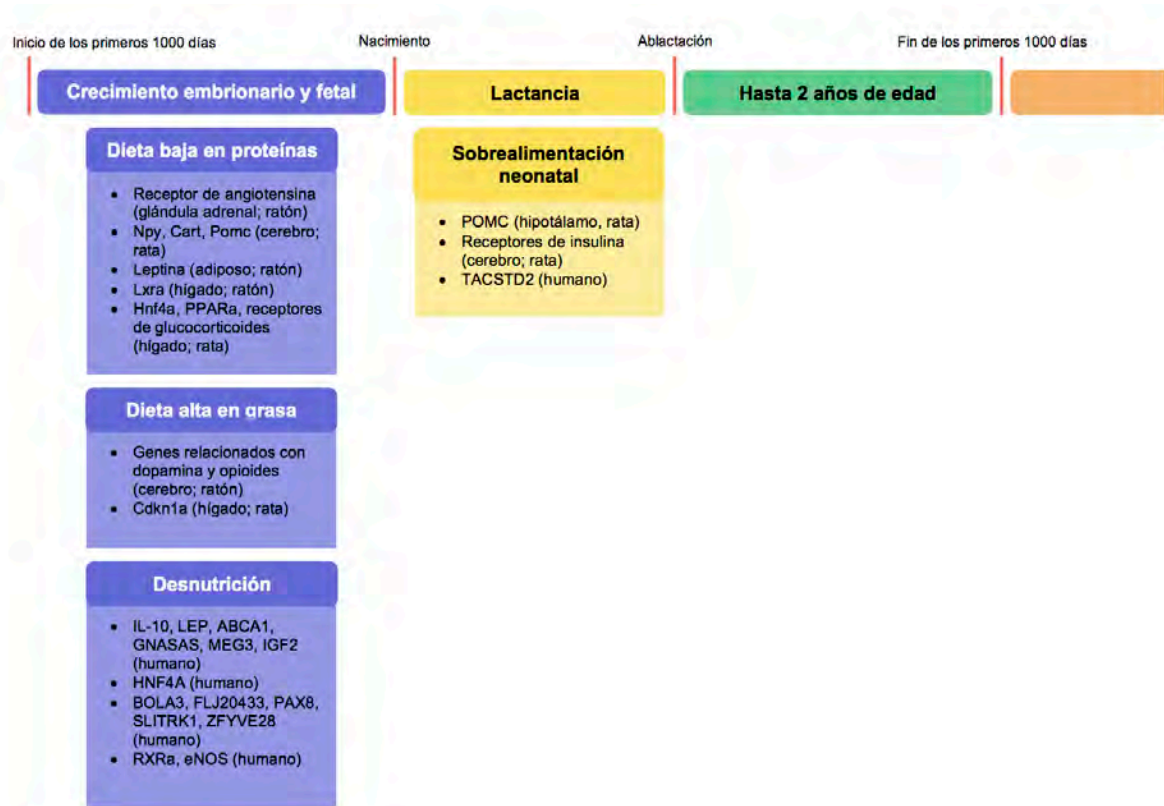 Inicio de los primeros 1000 días
Nacimiento
Ablactación
Fin de los primeros 1000 días
Crecimiento embrionario y fetal
Lactancia
Hasta 2 años de edad
Dieta baja en proteínas
• Receptor de angiotensina
(glándula adrenal; ratón)
• Npy, Cart, Pomc (cerebro;
rata)
• Leptina (adiposo; ratón)
• Lxra (hígado; ratón)
• Hnf4a, PPARa, receptores
de glucocorticoides
(hígado; rata)
Sobrealimentación
neonatal
• POMC (hipotálamo, rata)
• Receptores de insulina
(cerebro; rata)
• TACSTD2 (humano)
Dieta alta en grasa
• Genes relacionados con
dopamina y opioides
(cerebro; ratón)
• Cdkn1a (hígado; rata)
Desnutrición
• IL-10, LEP, ABCA1,
GNASAS, MEG3, IGF2
(humano)
• HNF4A (humano)
• BOLA3, FLJ20433, PAX8,
SLITRK1, ZFYVE28
(humano)
• RXRa, eNOS (humano)